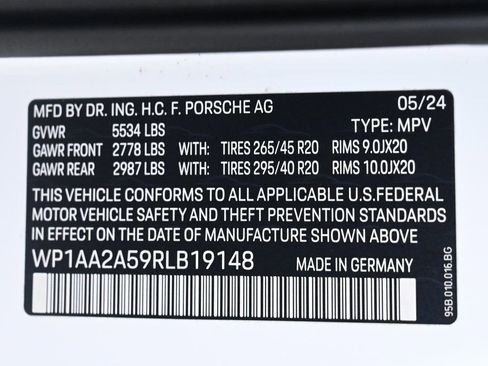 MFD BY DR. ING. H.C. F. PORSCHE AG 05/24
GVWR 5534 LBS TYPE: MPV
GAWR FRONT 2778 LBS WITH: TIRES 265/45 R20 RIMS 9.0JX20
GAWR REAR 2987 LBS WITH: TIRES 295/40 R20 RIMS 10.0JX20
THIS VEHICLE CONFORMS TO ALL APPLICABLE U.S.FEDERAL
MOTOR VEHICLE SAFETY AND THEFT PREVENTION STANDARDS
IN EFFECT ON THE DATE OF MANUFACTURE SHOWN ABOVE
WP1AA2A59RLB19148
MADE IN GERMANY
95B.010.016.BG